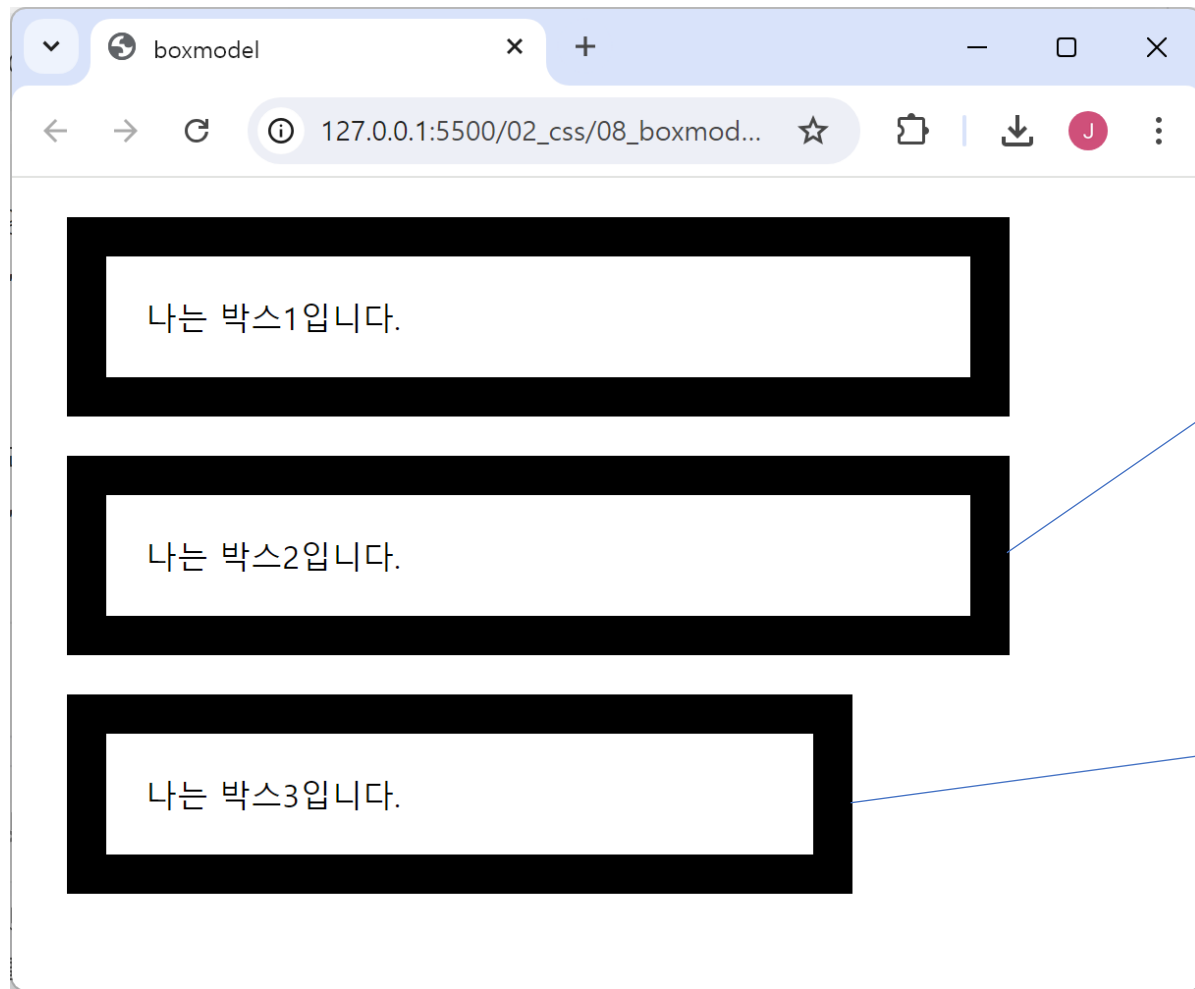 boxmodel
127.0.0.1:5500/02_css/08_boxmod...
J
나는 박스1입니다.
나는 박스2입니다.
나는 박스3입니다.